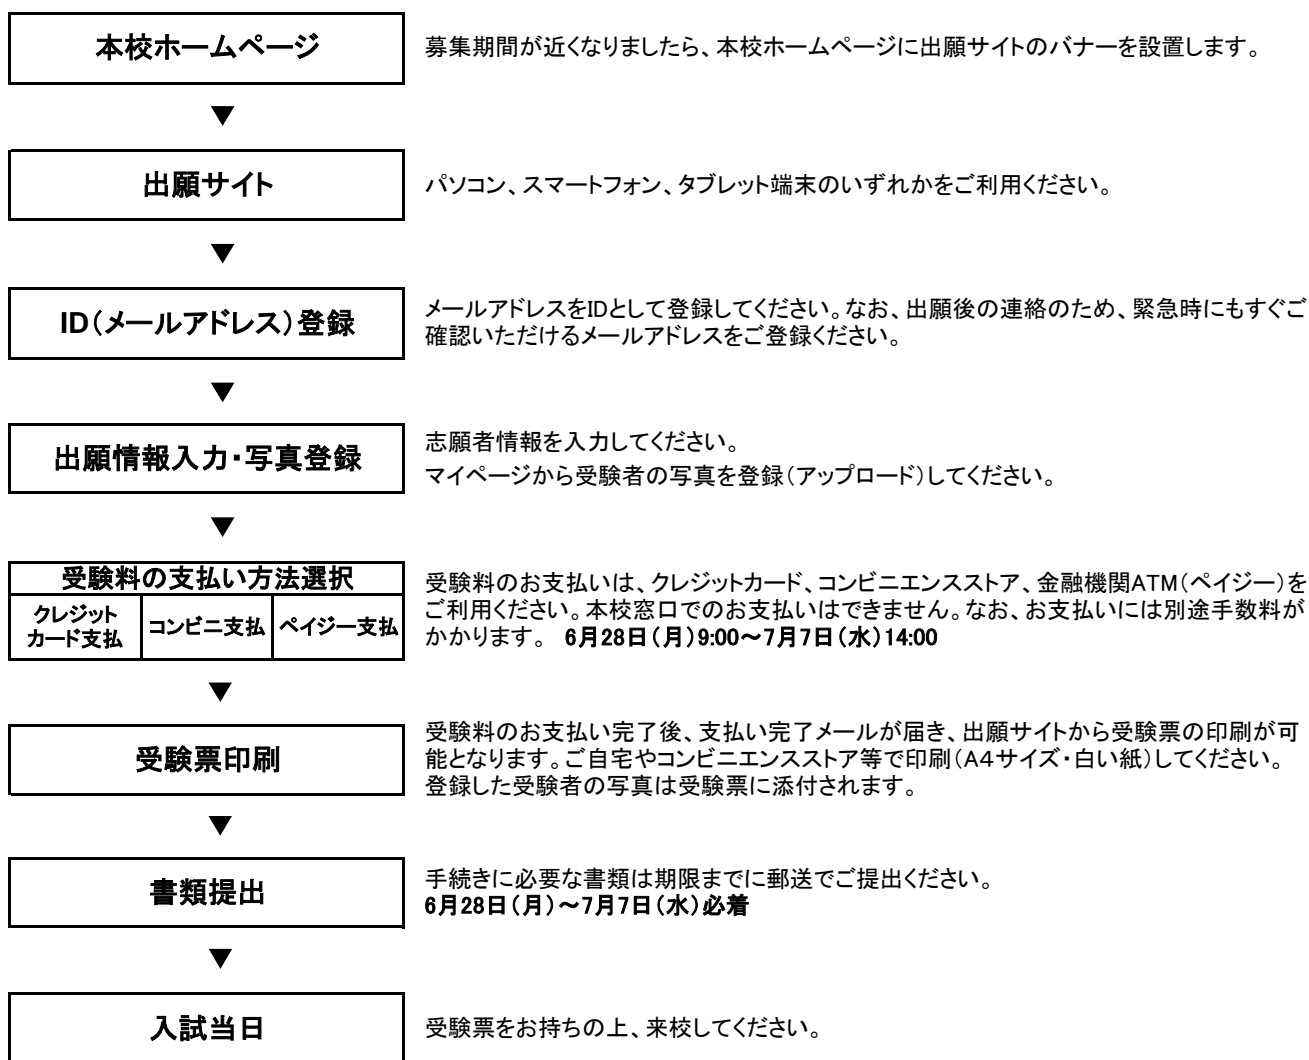 本校ホームページ
募集期間が近くなりましたら、本校ホームページに出願サイトのバナーを設置します。
▼
出願サイト
パソコン、スマートフォン、タブレット端末のいずれかをご利用ください。
▼
ID(メールアドレス)登録
メールアドレスをIDとして登録してください。なお、出願後の連絡のため、緊急時にもすぐご
確認いただけるメールアドレスをご登録ください。
▼
出願情報入力・写真登録
志願者情報を入力してください。
マイページから受験者の写真を登録(アップロード)してください。
▼
受験料の支払い方法選択
クレジット
カード支払
コンビニ支払
ペイジー支払
受験料のお支払いは、クレジットカード、コンビニエンスストア、金融機関ATM(ペイジー)を
ご利用ください。本校窓口でのお支払いはできません。なお、お支払いには別途手数料が
かかります。 6月28日(月)9:00~7月7日(水)14:00
▼
受験票印刷
受験料のお支払い完了後、支払い完了メールが届き、出願サイトから受験票の印刷が可
能となります。ご自宅やコンビニエンスストア等で印刷(A4サイズ・白い紙)してください。
登録した受験者の写真は受験票に添付されます。
▼
書類提出
手続きに必要な書類は期限までに郵送でご提出ください。
6月28日(月)~7月7日(水)必着
▼
入試当日
受験票をお持ちの上、来校してください。